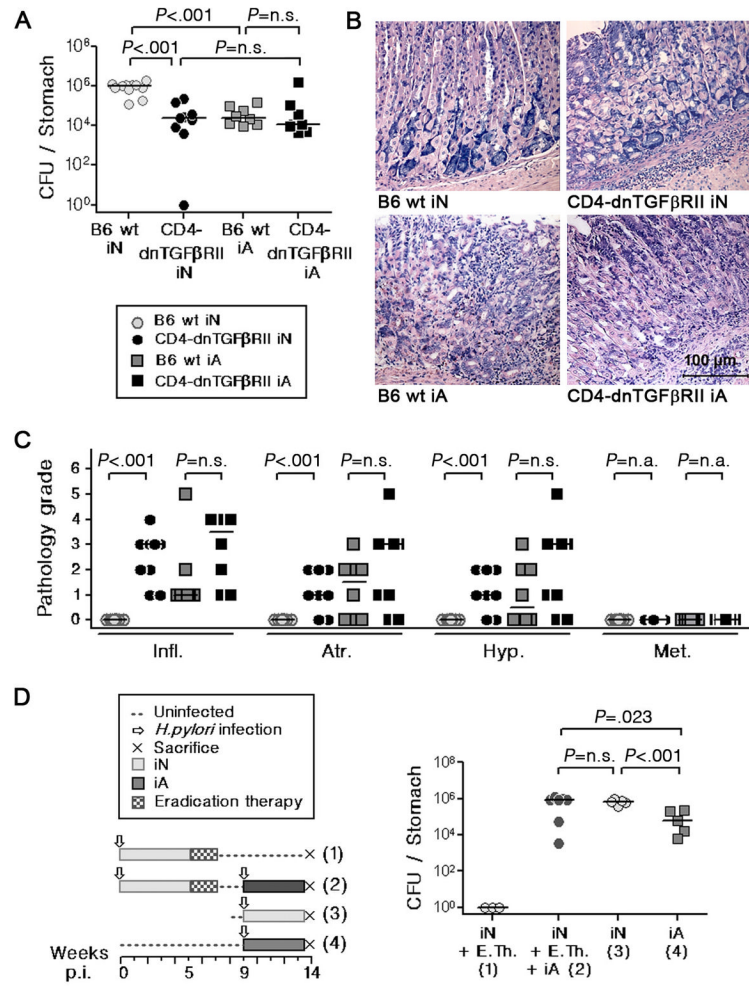 A
P<.001 P=n.s.
P<.001 P=n.s.
CFU / Stomach
10^8
10^6
10^4
10^2
10^0
B6 wt iN
CD4-dnTGFβRII iN
B6 wt iA
CD4-dnTGFβRII iA
B6 wt iN
CD4-dnTGFβRII iN
B6 wt iA
CD4-dnTGFβRII iA
B
B6 wt iN
CD4-dnTGFβRII iN
B6 wt iA
CD4-dnTGFβRII iA
100 µm
C
P<.001 P=n.s. P<.001 P=n.s. P<.001 P=n.s. P=n.a. P=n.a.
Pathology grade
6
5
4
3
2
1
0
Infl. Atr. Hyp. Met.
D
Uninfected
H.pylori infection
Sacrifice
iN
iA
Eradication therapy
(1)
(2)
(3)
(4)
Weeks p.i.
0 5 9 14
P=.023
P=n.s. P<.001
CFU / Stomach
10^8
10^6
10^4
10^2
10^0
iN + E.Th. (1)
iN + E.Th. + iA (2)
iN (3)
iA (4)